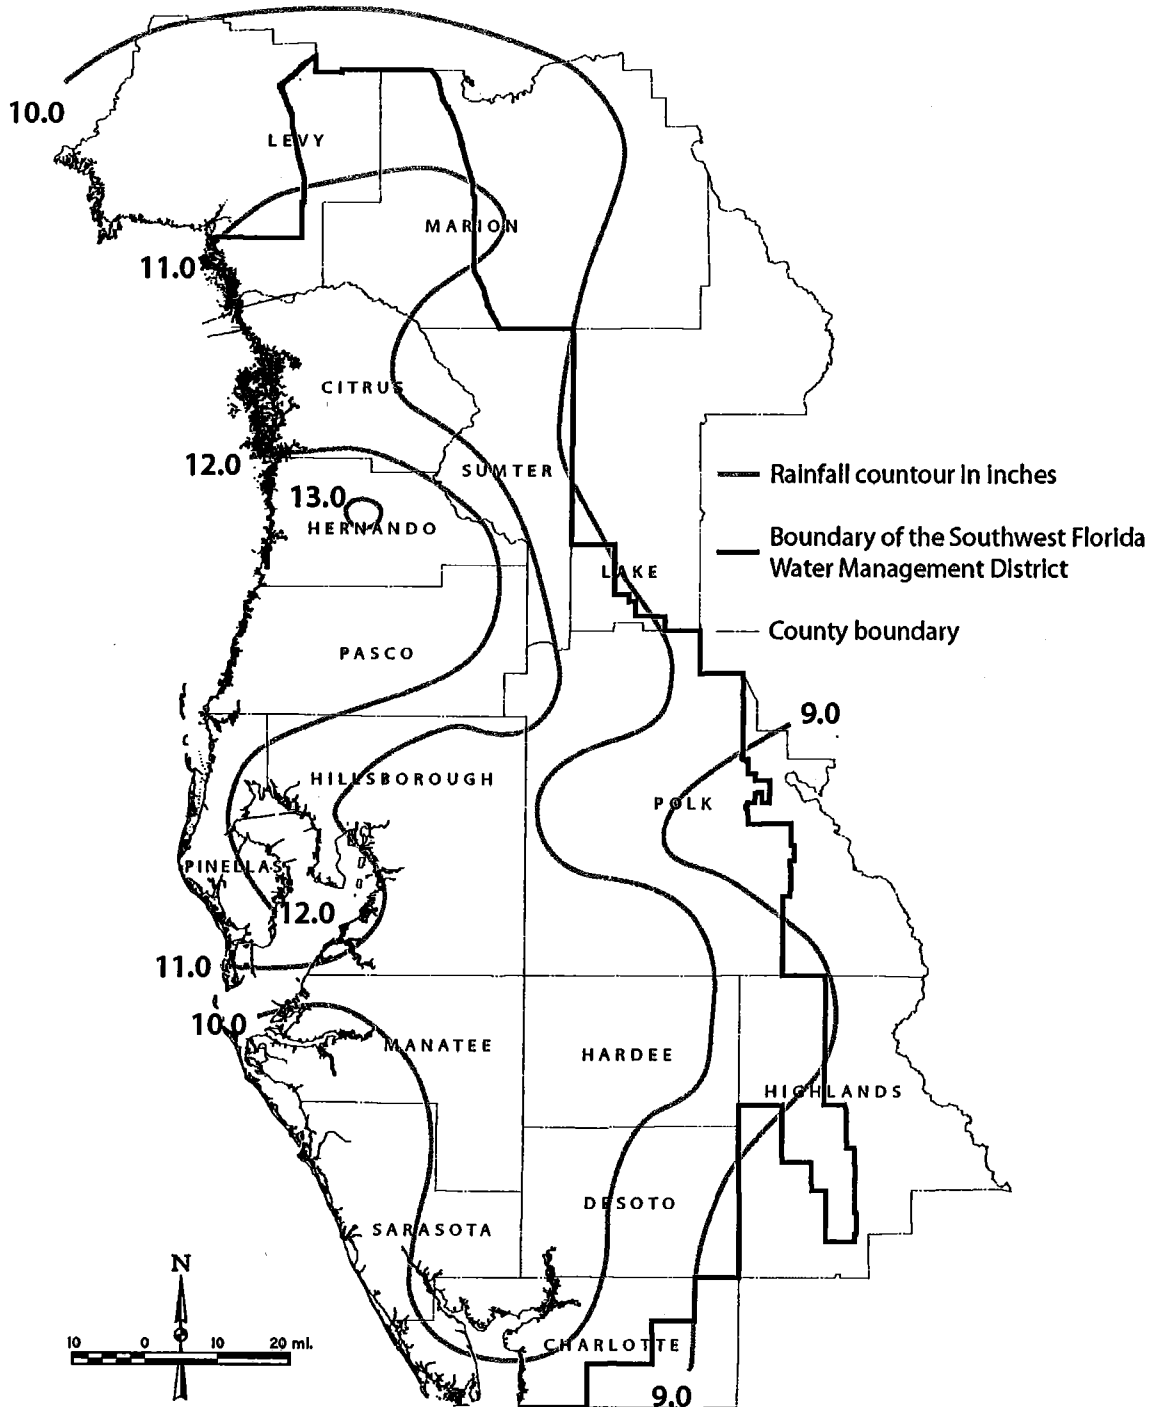 10.0
LEVY
MARION
11.0
CITRUS
12.0
SUMTER
13.0
HERNANDO
Rainfall countour in inches
Boundary of the Southwest Florida
Water Management District
LAKE
County boundary
PASCO
9.0
HILLSBOROUGH
POLK
PINELLAS
12.0
11.0
10.0
MANATEE
HARDEE
HIGHLANDS
DESOTO
SARASOTA
N
10 0 10 20 mI.
CHARLOTTE
9.0